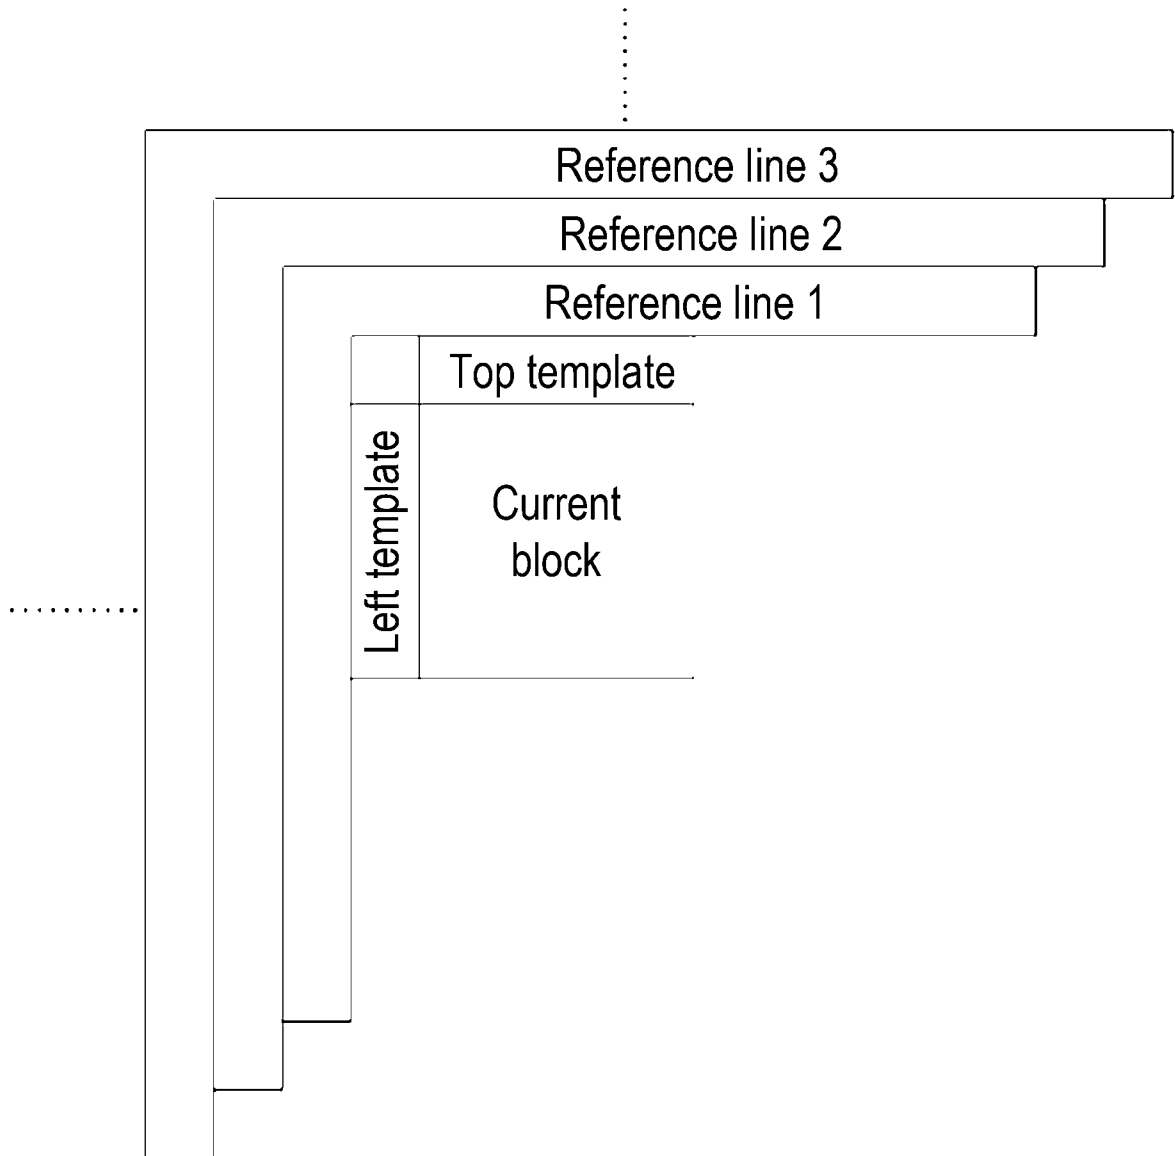 Reference line 3
Reference line 2
Reference line 1
Top template
Left template
Current
block